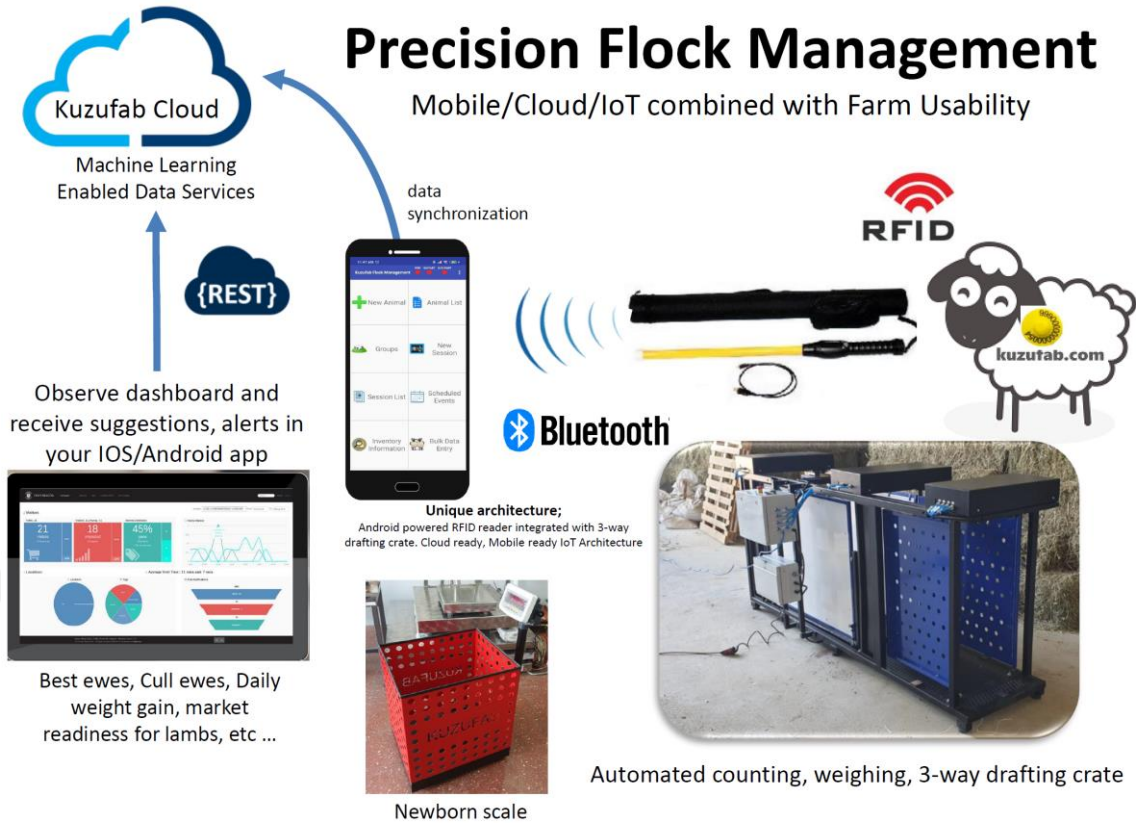 Precision Flock Management
Mobile/Cloud/IoT combined with Farm Usability
Kuzufab Cloud
Machine Learning
Enabled Data Services
data
synchronization
{REST}
RFID
kuzufab.com
Kuzufab Flock Management
New Animal
Animal List
Groups
New
Session
Session List
Scheduled
Events
Inventory
Information
Bulk Data
Entry
Bluetooth
Observe dashboard and
receive suggestions, alerts in
your IOS/Android app
21
18
45%
Unique architecture;
Android powered RFID reader integrated with 3-way
drafting crate. Cloud ready, Mobile ready IoT Architecture
Best ewes, Cull ewes, Daily
weight gain, market
readiness for lambs, etc ...
KUZUFAB
KUZUFAB
Newborn scale
Automated counting, weighing, 3-way drafting crate